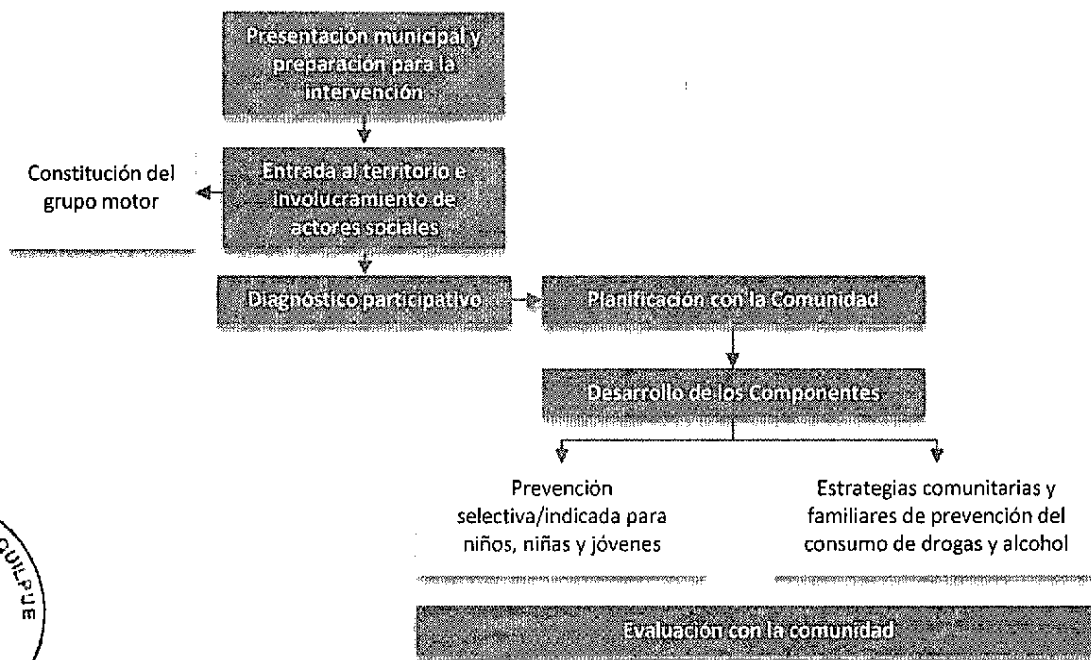 Presentación municipal y
preparación para la
intervención
Constitución del
grupo motor
Entrada al territorio e
involucramiento de
actores sociales
Diagnóstico participativo
Planificación con la Comunidad
Desarrollo de los Componentes
Prevención
selectiva/indicada para
niños, niñas y jóvenes
Estrategias comunitarias y
familiares de prevención del
consumo de drogas y alcohol
QUILPUE
Evaluación con la comunidad